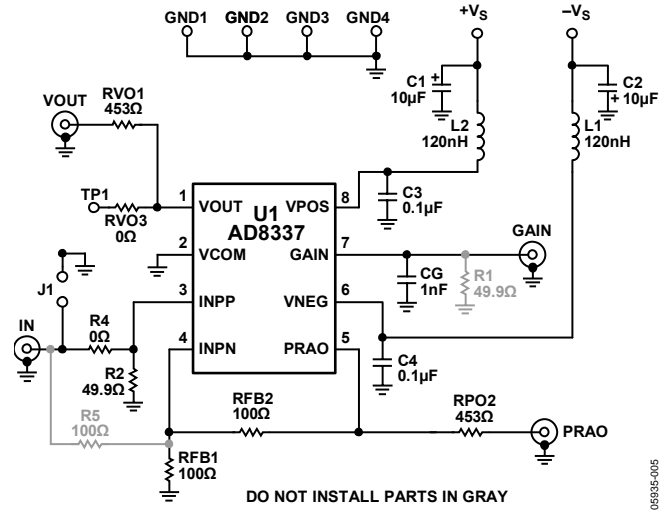 GND1 GND2 GND3 GND4
+VS
–VS
C1
+
10µF
C2
+ 10µF
L2
120nH
L1
120nH
VOUT
RVO1
453Ω
TP1
RVO3
0Ω
C3
0.1µF
1
VOUT
VPOS
8
U1
AD8337
2
VCOM
GAIN
7
3
INPP
VNEG
6
4
INPN
PRAO
5
GAIN
CG
1nF
R1
49.9Ω
J1
IN
R4
0Ω
R2
49.9Ω
C4
0.1µF
R5
100Ω
RFB2
100Ω
RFB1
100Ω
RPO2
453Ω
PRAO
DO NOT INSTALL PARTS IN GRAY
05935-005